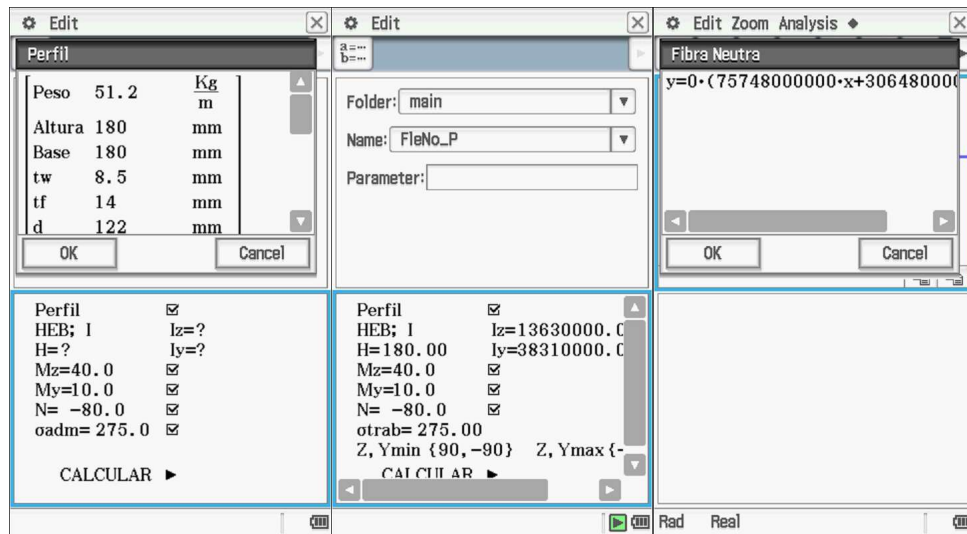 Edit
Perfil
Peso 51.2 Kg/m
Altura 180 mm
Base 180 mm
tw 8.5 mm
tf 14 mm
d 122 mm
OK Cancel
Perfil
HEB; I Iz=?
H=? Iy=?
Mz=40.0
My=10.0
N= -80.0
σadm= 275.0
CALCULAR ►
Edit
a=…
b=…
Folder: main
Name: FleNo_P
Parameter:
Perfil
HEB; I Iz=13630000.0
H=180.00 Iy=38310000.0
Mz=40.0
My=10.0
N= -80.0
σtrab= 275.00
Z,Ymin {90,-90} Z,Ymax {-
CALCULAR ►
Edit Zoom Analysis ◆
Fibra Neutra
y=0·(75748000000·x+30648000
OK Cancel
Rad Real